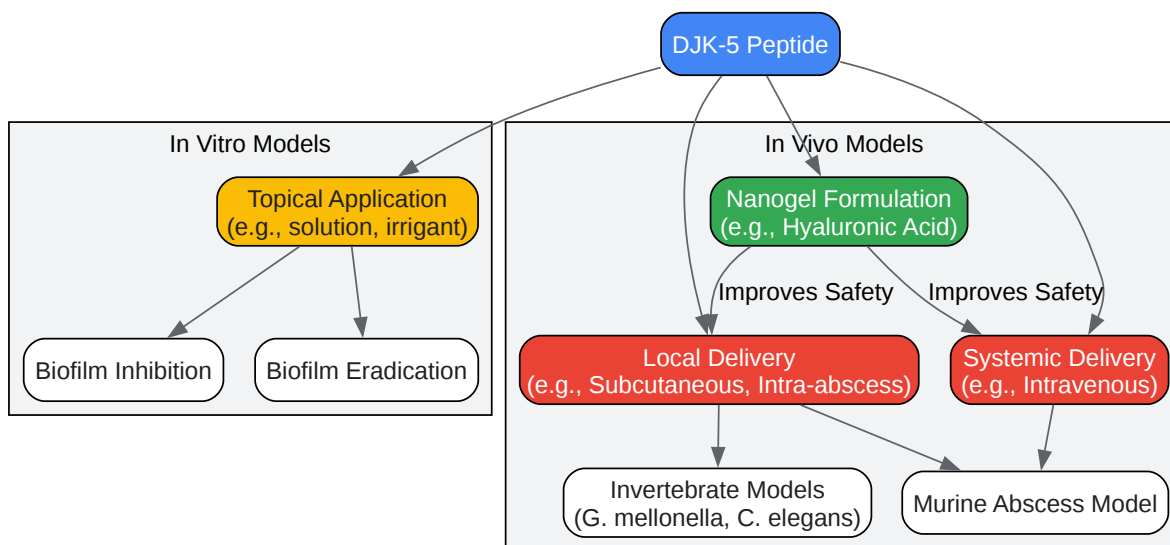 DJK-5 Peptide
In Vitro Models
In Vivo Models
Topical Application
(e.g., solution, irrigant)
Nanogel Formulation
(e.g., Hyaluronic Acid)
Improves Safety
Improves Safety
Biofilm Inhibition
Biofilm Eradication
Local Delivery
(e.g., Subcutaneous, Intra-abscess)
Systemic Delivery
(e.g., Intravenous)
Invertebrate Models
(G. mellonella, C. elegans)
Murine Abscess Model